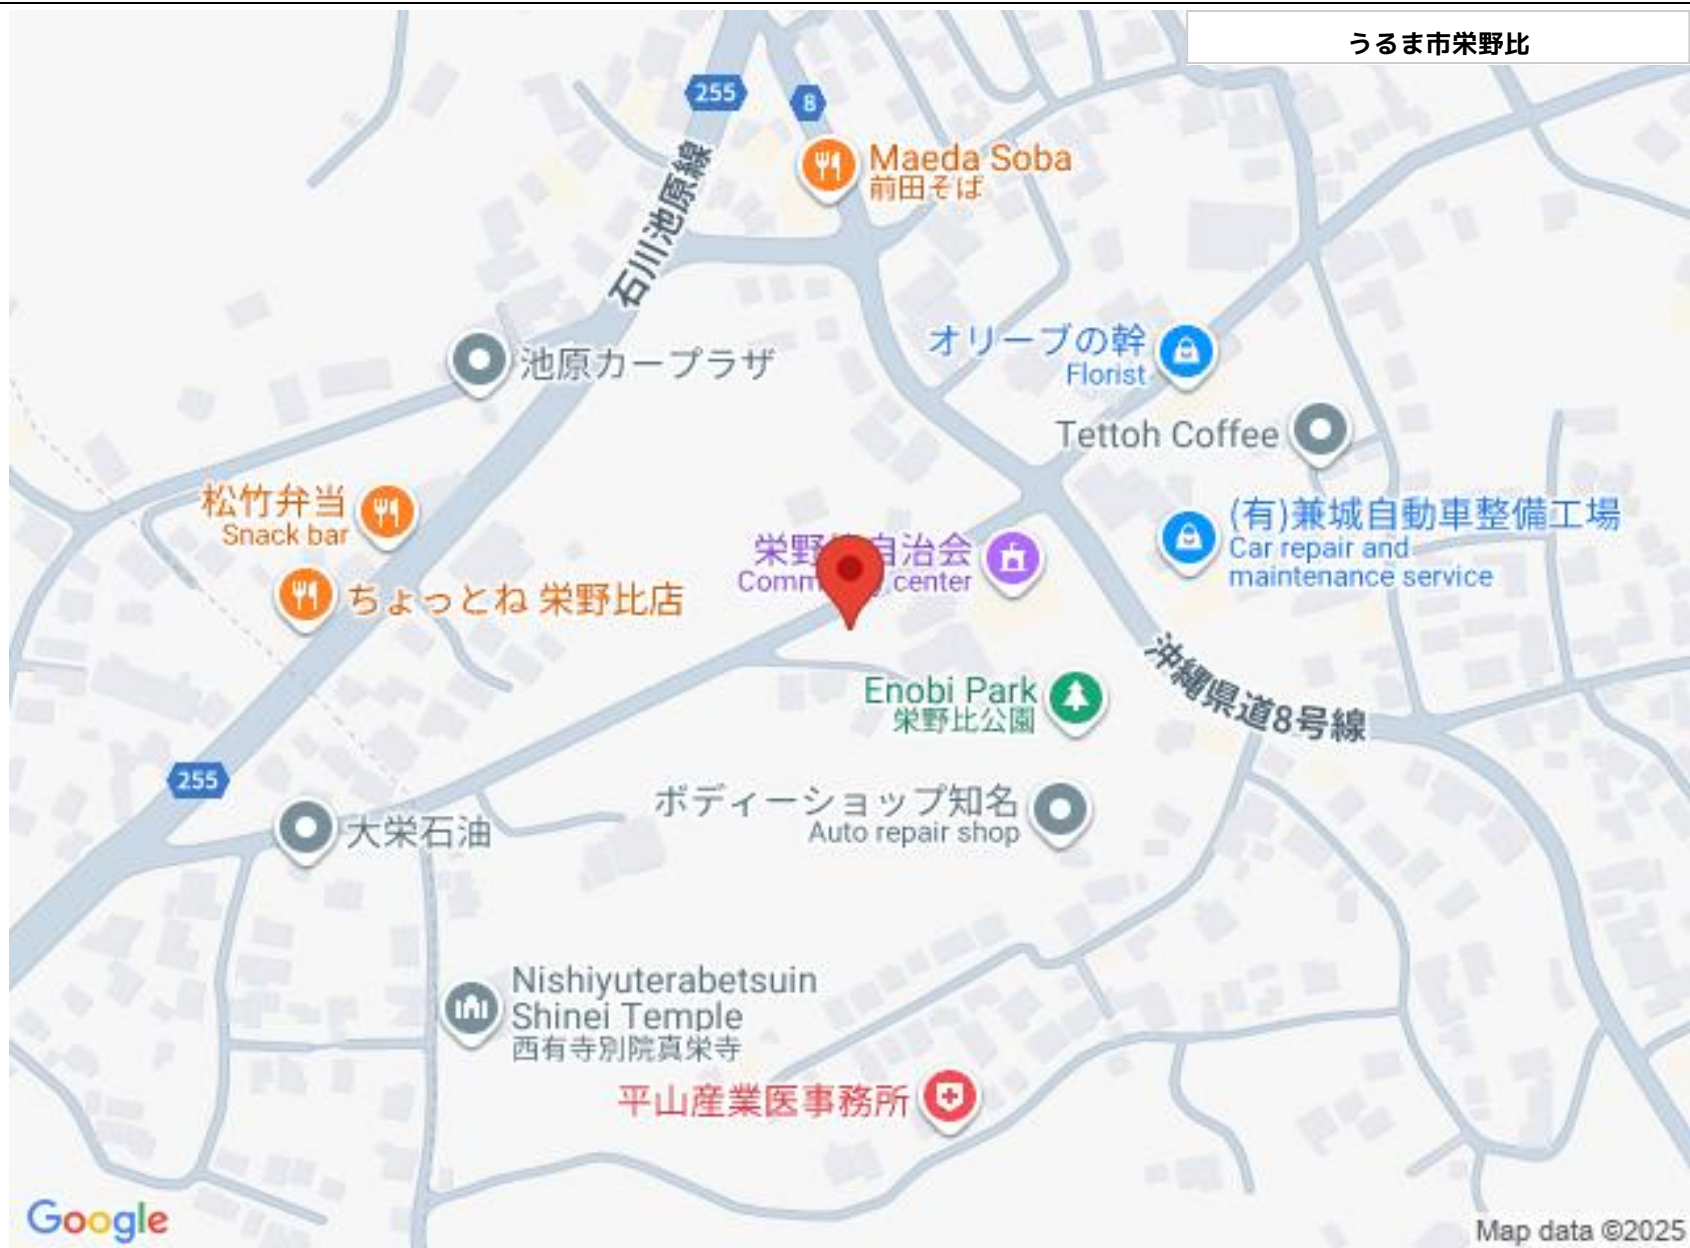 うるま市栄野比
255
8
Maeda Soba
前田そば
石川池原線
オリーブの幹
Florist
池原カープラザ
Tettoh Coffee
松竹弁当
Snack bar
(有)兼城自動車整備工場
Car repair and
maintenance service
栄野 自治会
center
ちょっとね 栄野比店
沖縄県道8号線
Enobi Park
栄野比公園
255
ボディーショップ知名
Auto repair shop
大栄石油
Nishiyuterabetsuin
Shinei Temple
西有寺別院真栄寺
平山産業医事務所
Google
Map data ©2025